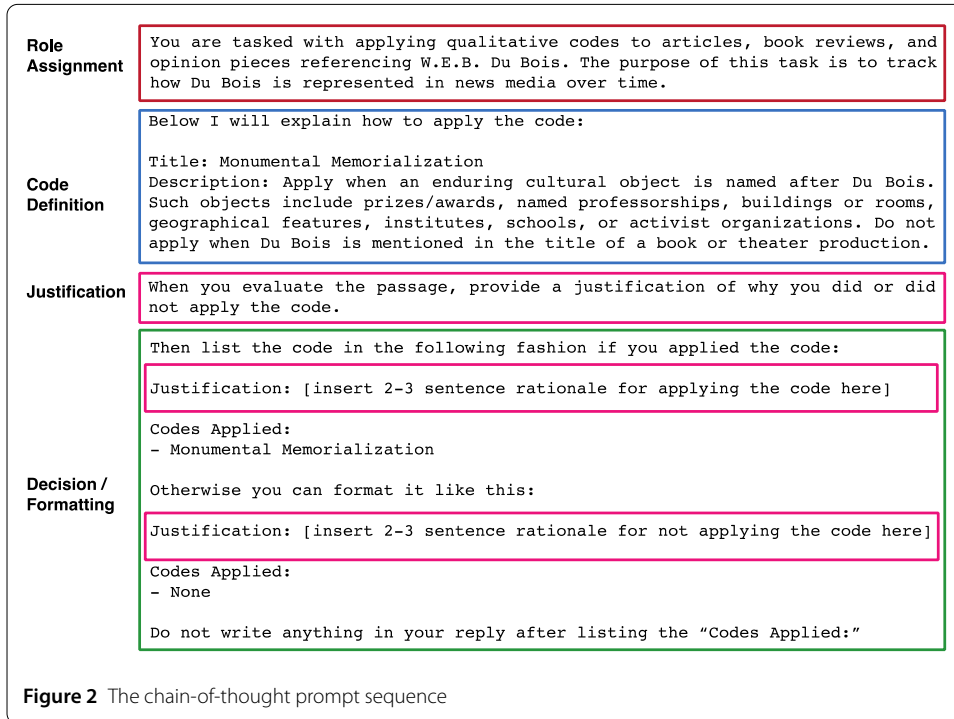 Role
Assignment
You are tasked with applying qualitative codes to articles, book reviews, and
opinion pieces referencing W.E.B. Du Bois. The purpose of this task is to track
how Du Bois is represented in news media over time.
Code
Definition
Below I will explain how to apply the code:
Title: Monumental Memorialization
Description: Apply when an enduring cultural object is named after Du Bois.
Such objects include prizes/awards, named professorships, buildings or rooms,
geographical features, institutes, schools, or activist organizations. Do not
apply when Du Bois is mentioned in the title of a book or theater production.
Justification
When you evaluate the passage, provide a justification of why you did or did
not apply the code.
Decision /
Formatting
Then list the code in the following fashion if you applied the code:
Justification: [insert 2-3 sentence rationale for applying the code here]
Codes Applied:
- Monumental Memorialization
Otherwise you can format it like this:
Justification: [insert 2-3 sentence rationale for not applying the code here]
Codes Applied:
- None
Do not write anything in your reply after listing the “Codes Applied:”
Figure 2 The chain-of-thought prompt sequence